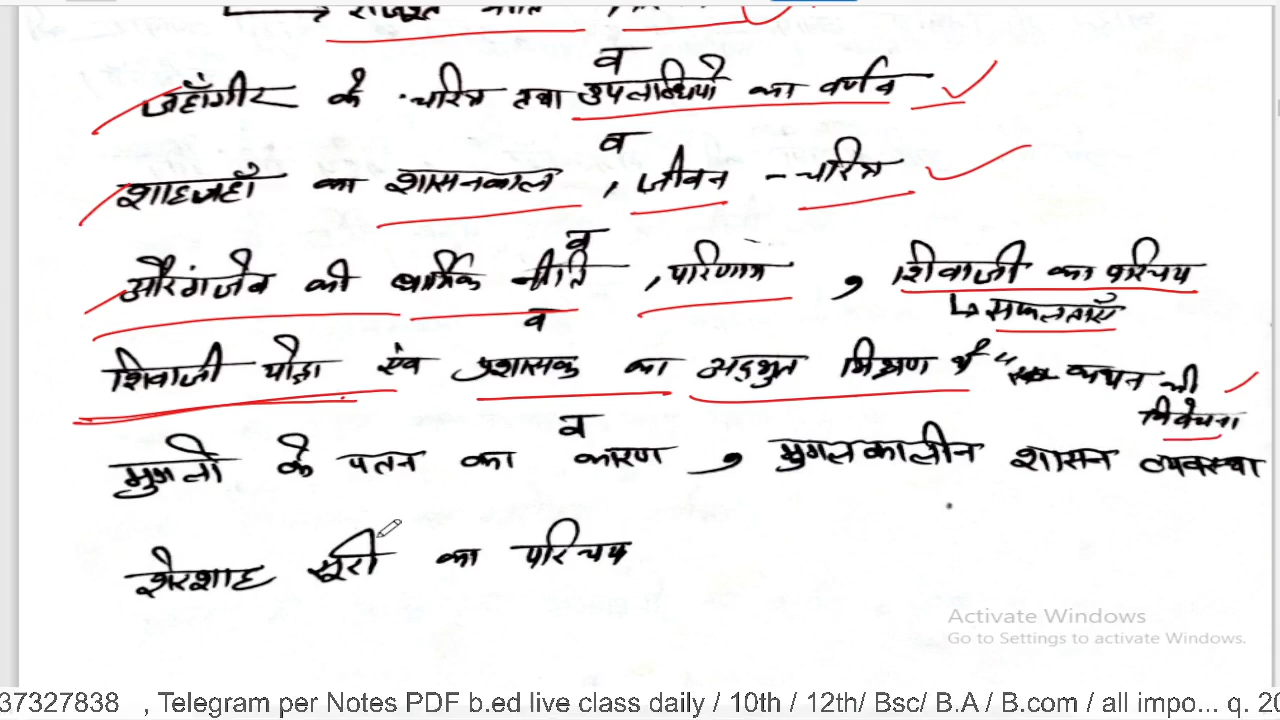 राजपूत नीति
व
जहाँगीर के चरित्र तथा उपलब्धियों का वर्णन
व
शाहजहाँ का शासनकाल , जीवन - चरित्र
व
औरंगजेब की धार्मिक नीति , परिणाम , शिवाजी का परिचय
↳ सफलताएँ
व
शिवाजी योद्धा एंव प्रशासक का अद्भुत मिश्रण थे" कथन की
विवेचना
व
मुगलो के पतन का कारण , मुगलकालीन शासन व्यवस्था
शेरशाह सूरी का परिचय
Activate Windows
Go to Settings to activate Windows.
37327838 , Telegram per Notes PDF b.ed live class daily / 10th / 12th/ Bsc/ B.A / B.com / all impo... q. 20